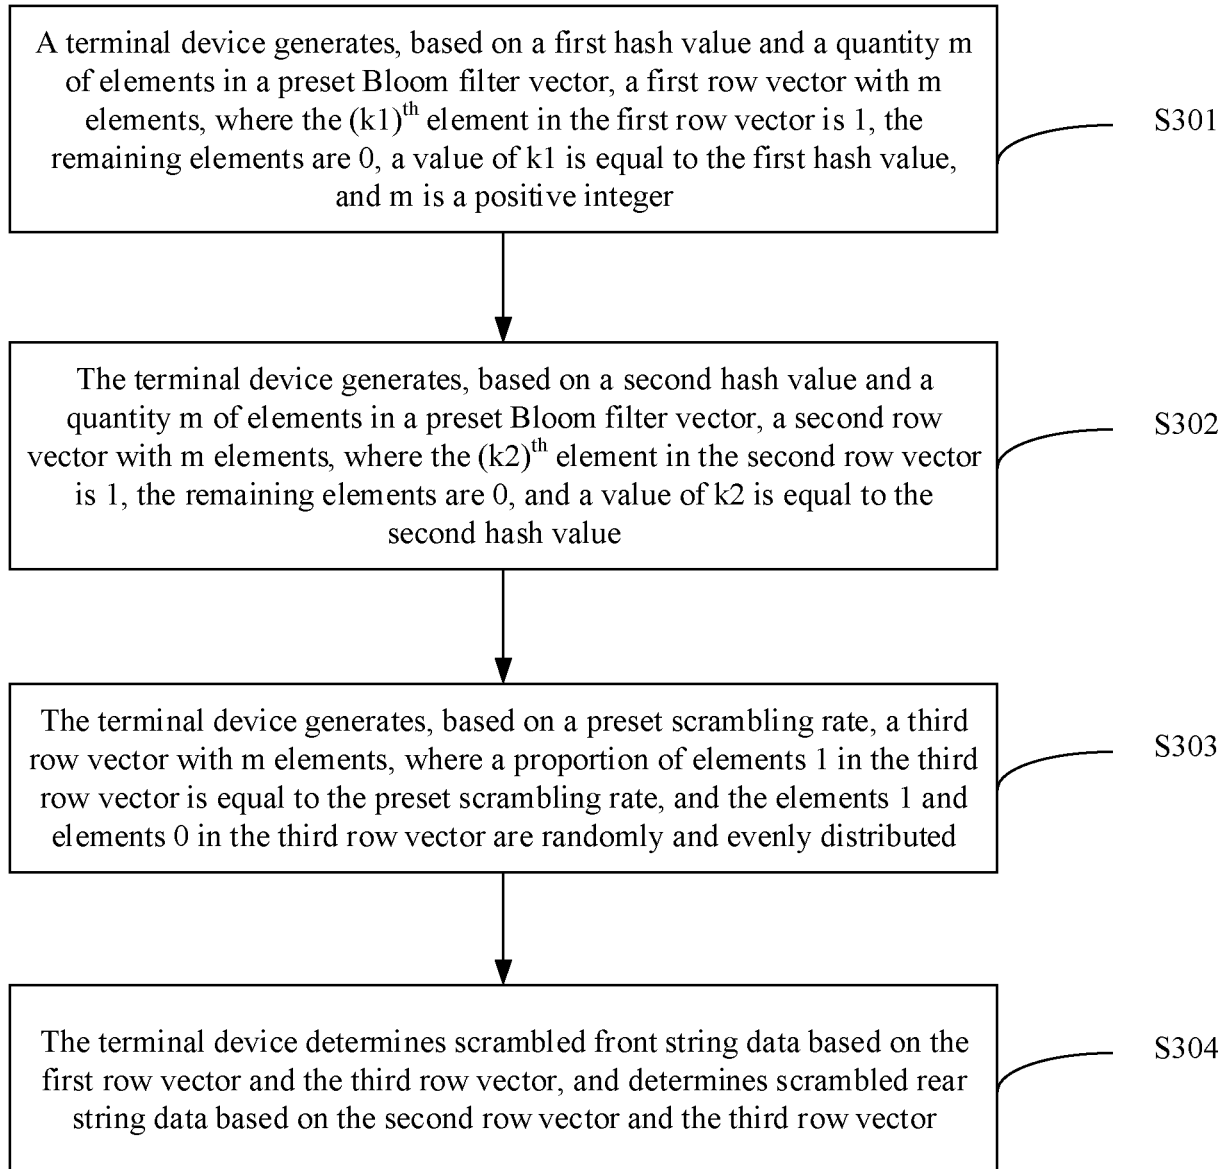 A terminal device generates, based on a first hash value and a quantity m
of elements in a preset Bloom filter vector, a first row vector with m
elements, where the (k1)th element in the first row vector is 1, the
remaining elements are 0, a value of k1 is equal to the first hash value,
and m is a positive integer
S301
The terminal device generates, based on a second hash value and a
quantity m of elements in a preset Bloom filter vector, a second row
vector with m elements, where the (k2)th element in the second row vector
is 1, the remaining elements are 0, and a value of k2 is equal to the
second hash value
S302
The terminal device generates, based on a preset scrambling rate, a third
row vector with m elements, where a proportion of elements 1 in the third
row vector is equal to the preset scrambling rate, and the elements 1 and
elements 0 in the third row vector are randomly and evenly distributed
S303
The terminal device determines scrambled front string data based on the
first row vector and the third row vector, and determines scrambled rear
string data based on the second row vector and the third row vector
S304